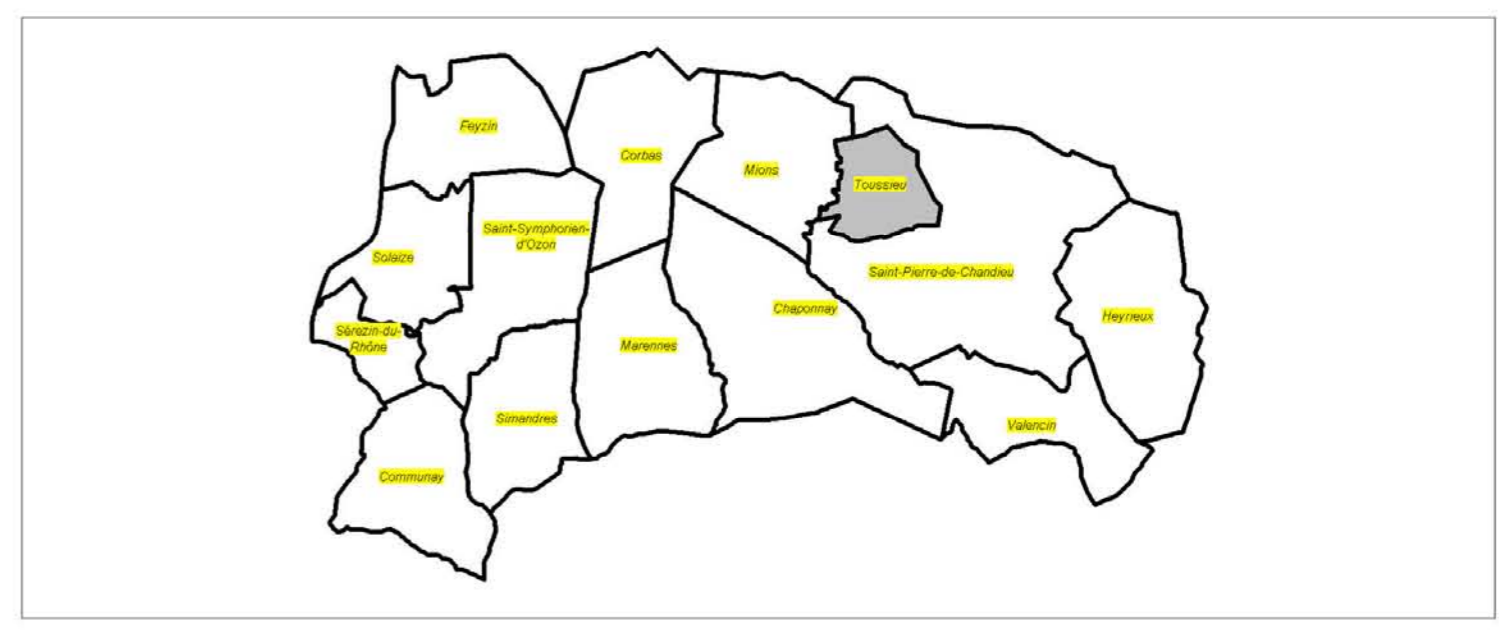 Feyzin
Corbas
Mions
Toussieu
Saint-Symphorien-
d'Ozon
Solaize
Saint-Pierre-de-Chandieu
Chaponnay
Heyrieux
Sérezin-du-
Rhône
Marennes
Simandres
Valencin
Communay